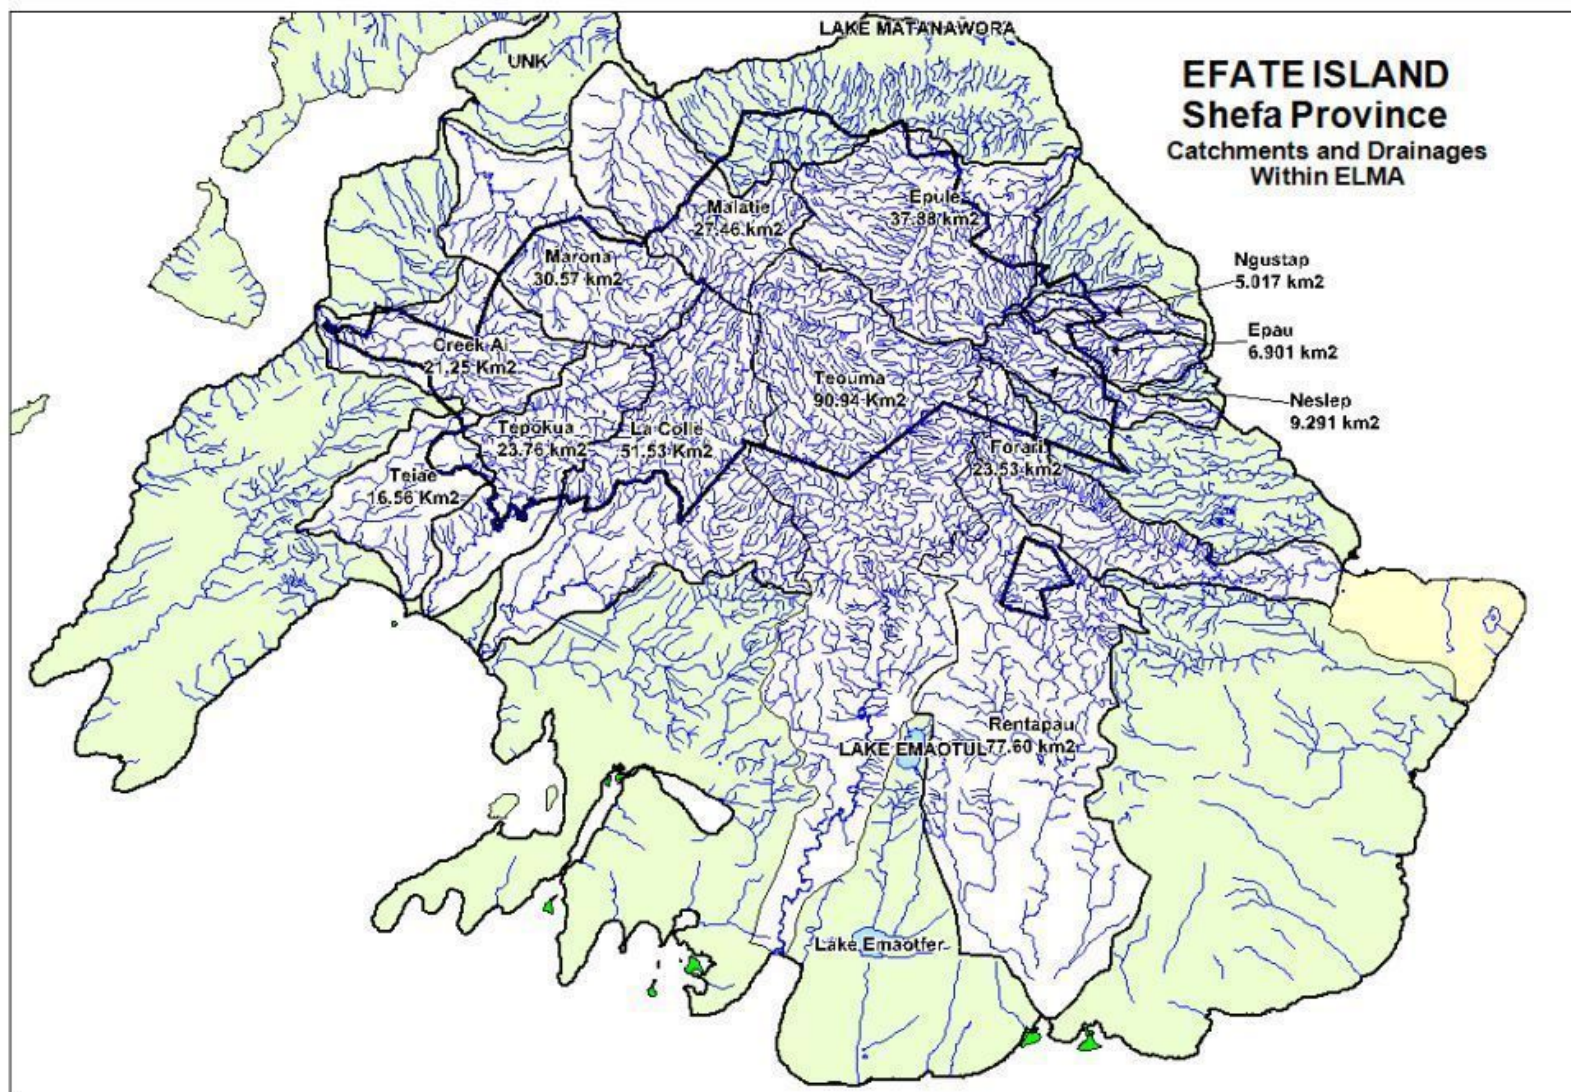 LAKE MATANAWORA
UNK
EFATE ISLAND
Shefa Province
Catchments and Drainages
Within ELMA
Malatie
27.46 km2
Epule
37.88 km2
Marona
30.57 km2
Ngustap
5.017 km2
Epau
6.901 km2
Neslep
9.291 km2
Creek Ai
21.25 Km2
Teouma
90.94 Km2
Tepokua
23.76 km2
La Colle
51.53 Km2
Forari
23.53 km2
Teiae
16.56 Km2
Rentapau
77.60 km2
LAKE EMAOTUL
Lake Emaotfer